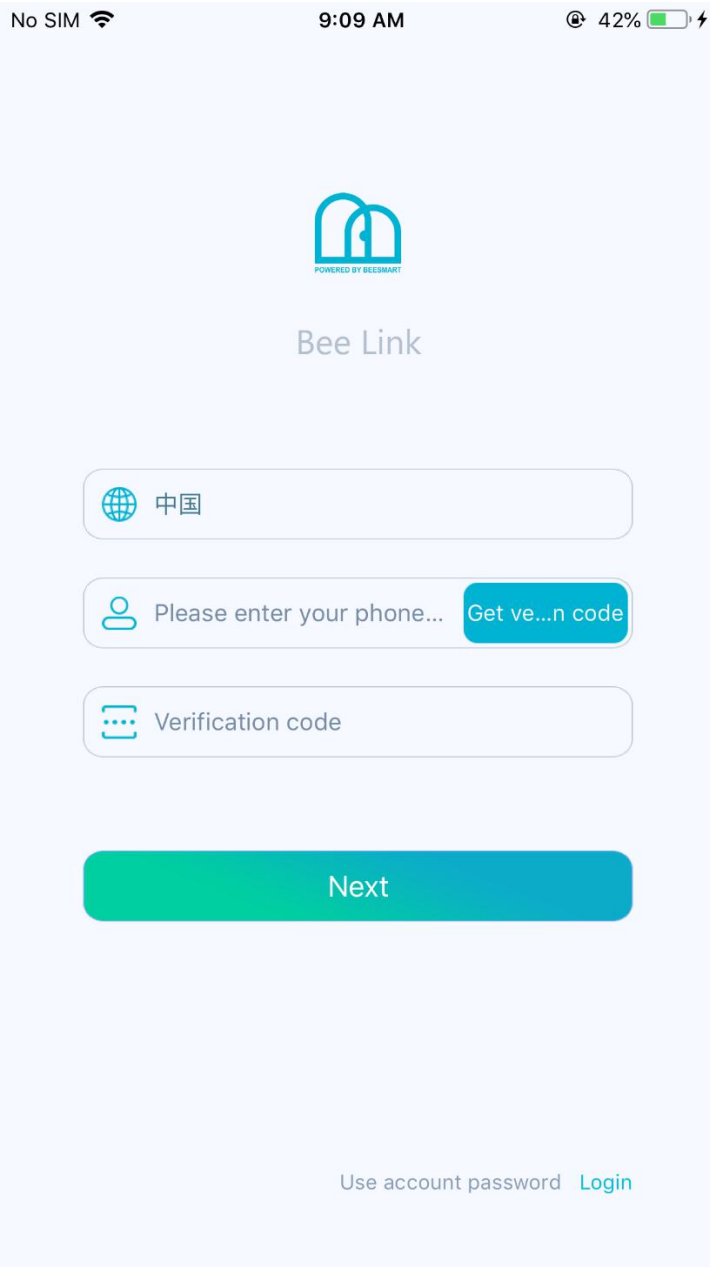 No SIM 9:09 AM 42%
POWERED BY BEESMART
Bee Link
中国
Please enter your phone... Get ve...n code
Verification code
Next
Use account password Login